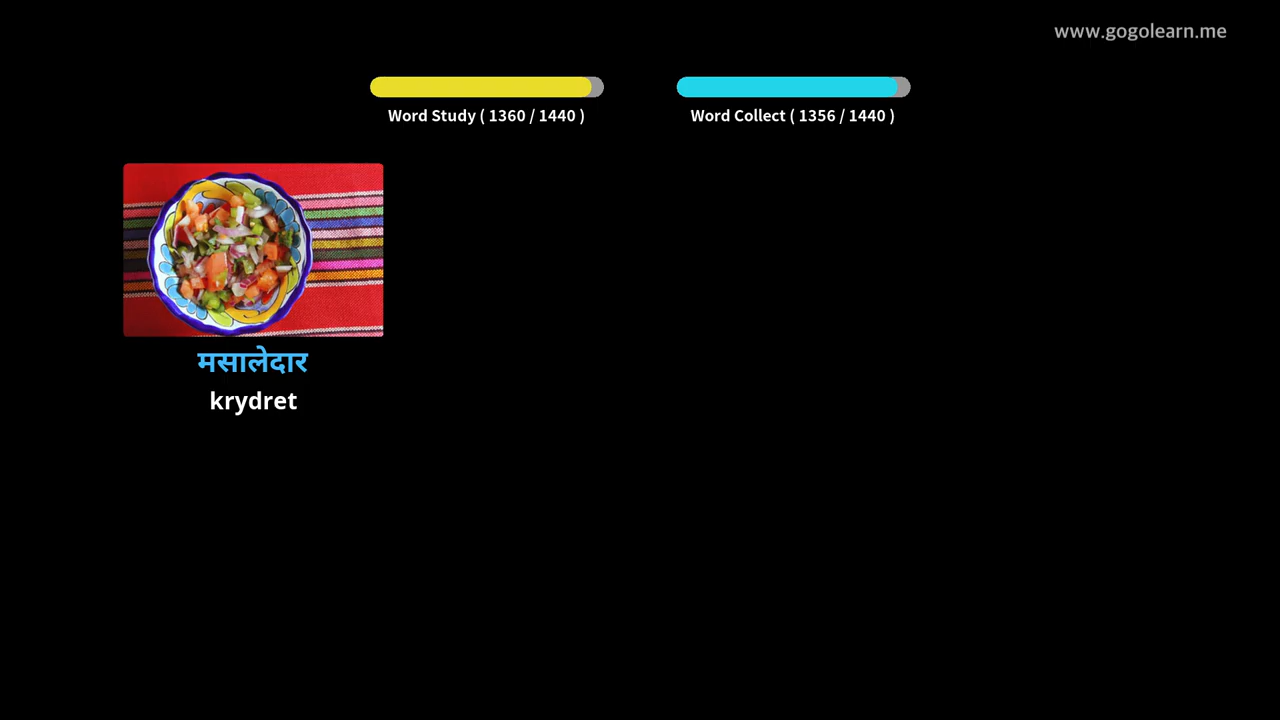 www.gogolearn.me
Word Study ( 1360 / 1440 )
Word Collect ( 1356 / 1440 )
मसालेदार
krydret